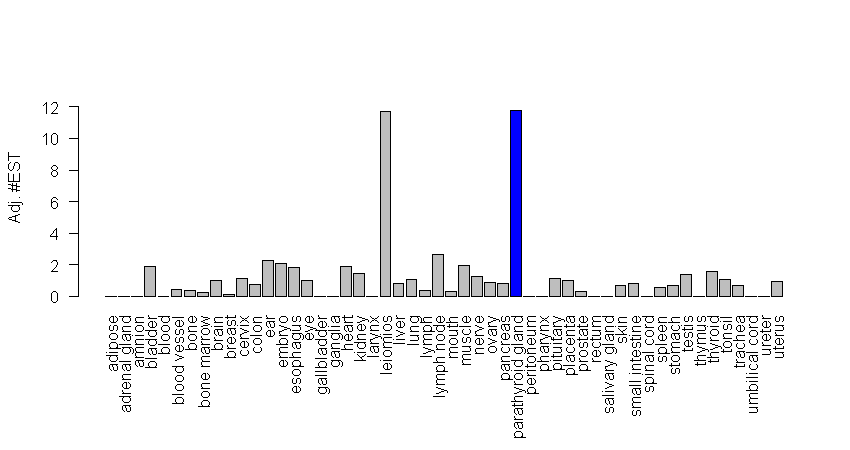 Adj. #EST
12
10
8
6
4
2
0
adipose
adrenal gland
amnion
bladder
blood
blood vessel
bone
bone marrow
brain
breast
cervix
colon
ear
embryo
esophagus
eye
gallbladder
ganglia
heart
kidney
larynx
leiomios
liver
lung
lymph
lymph node
mouth
muscle
nerve
ovary
pancreas
parathyroid gland
peritoneum
pharynx
pituitary
placenta
prostate
rectum
salivary gland
skin
small intestine
spinal cord
spleen
stomach
testis
thymus
thyroid
tonsil
trachea
umbilical cord
ureter
uterus